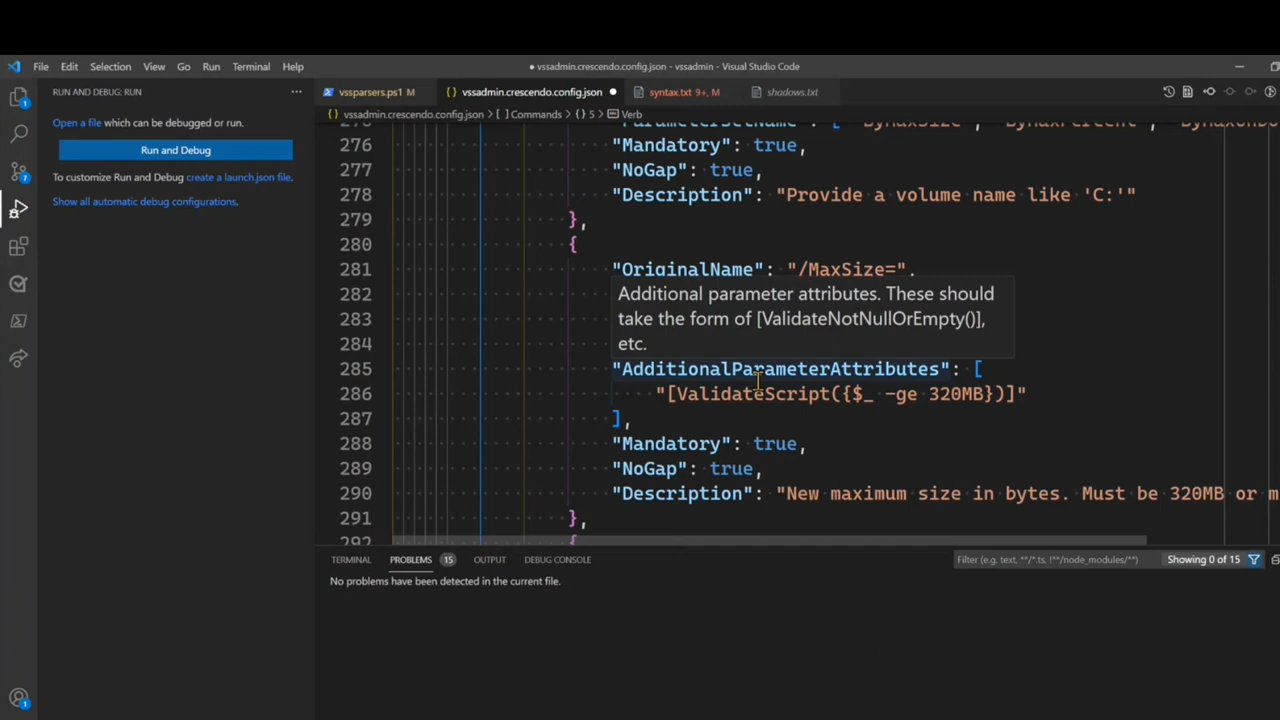 File Edit Selection View Go Run Terminal Help
● vssadmin.crescendo.config.json - vssadmin - Visual Studio Code
RUN AND DEBUG: RUN
vssparsers.ps1 1
vssadmin.crescendo.config.json
syntax.txt 9+, M
shadows.txt
vssadmin.crescendo.config.json > [ ] Commands > {} 5 > Verb
Open a file which can be debugged or run.
Run and Debug
To customize Run and Debug create a launch.json file.
Show all automatic debug configurations.
276 "Mandatory": true,
277 "NoGap": true,
278 "Description": "Provide a volume name like 'C:'"
279 },
280 {
281 "OriginalName": "/MaxSize=",
282
283
284
Additional parameter attributes. These should
take the form of [ValidateNotNullOrEmpty()],
etc.
285 "AdditionalParameterAttributes": [
286 "[ValidateScript({$_ -ge 320MB})]"
287 ],
288 "Mandatory": true,
289 "NoGap": true,
290 "Description": "New maximum size in bytes. Must be 320MB or m
291 },
292 {
TERMINAL PROBLEMS 15 OUTPUT DEBUG CONSOLE
Filter (e.g. text, **/*.ts, !**/node_modules/**)
Showing 0 of 15
No problems have been detected in the current file.